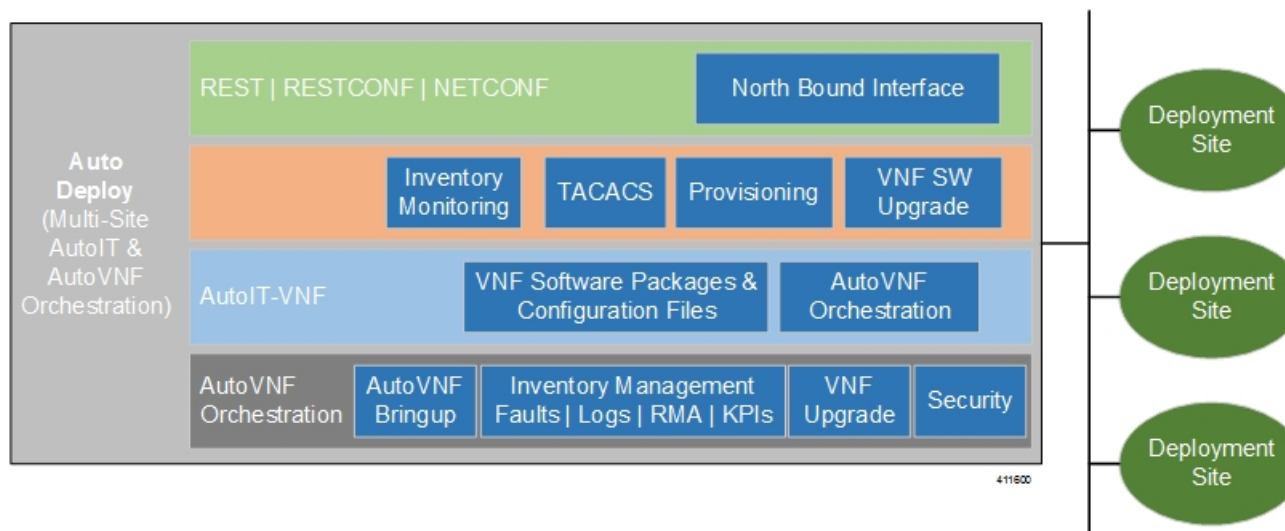 Auto
Deploy
(Multi-Site
AutoIT &
AutoVNF
Orchestration)
REST | RESTCONF | NETCONF
North Bound Interface
Inventory
Monitoring
TACACS
Provisioning
VNF SW
Upgrade
AutoIT-VNF
VNF Software Packages &
Configuration Files
AutoVNF
Orchestration
AutoVNF
Orchestration
AutoVNF
Bringup
Inventory Management
Faults | Logs | RMA | KPIs
VNF
Upgrade
Security
Deployment
Site
Deployment
Site
Deployment
Site
411600